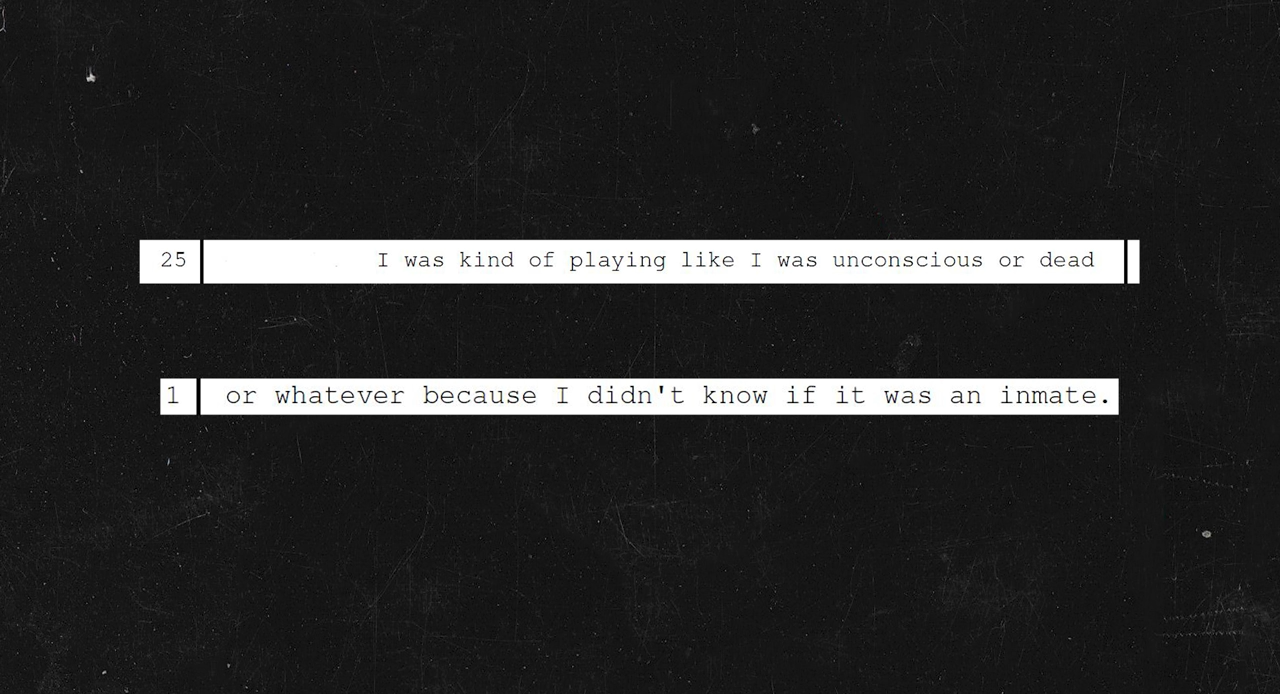 25 I was kind of playing like I was unconscious or dead
1 or whatever because I didn't know if it was an inmate.